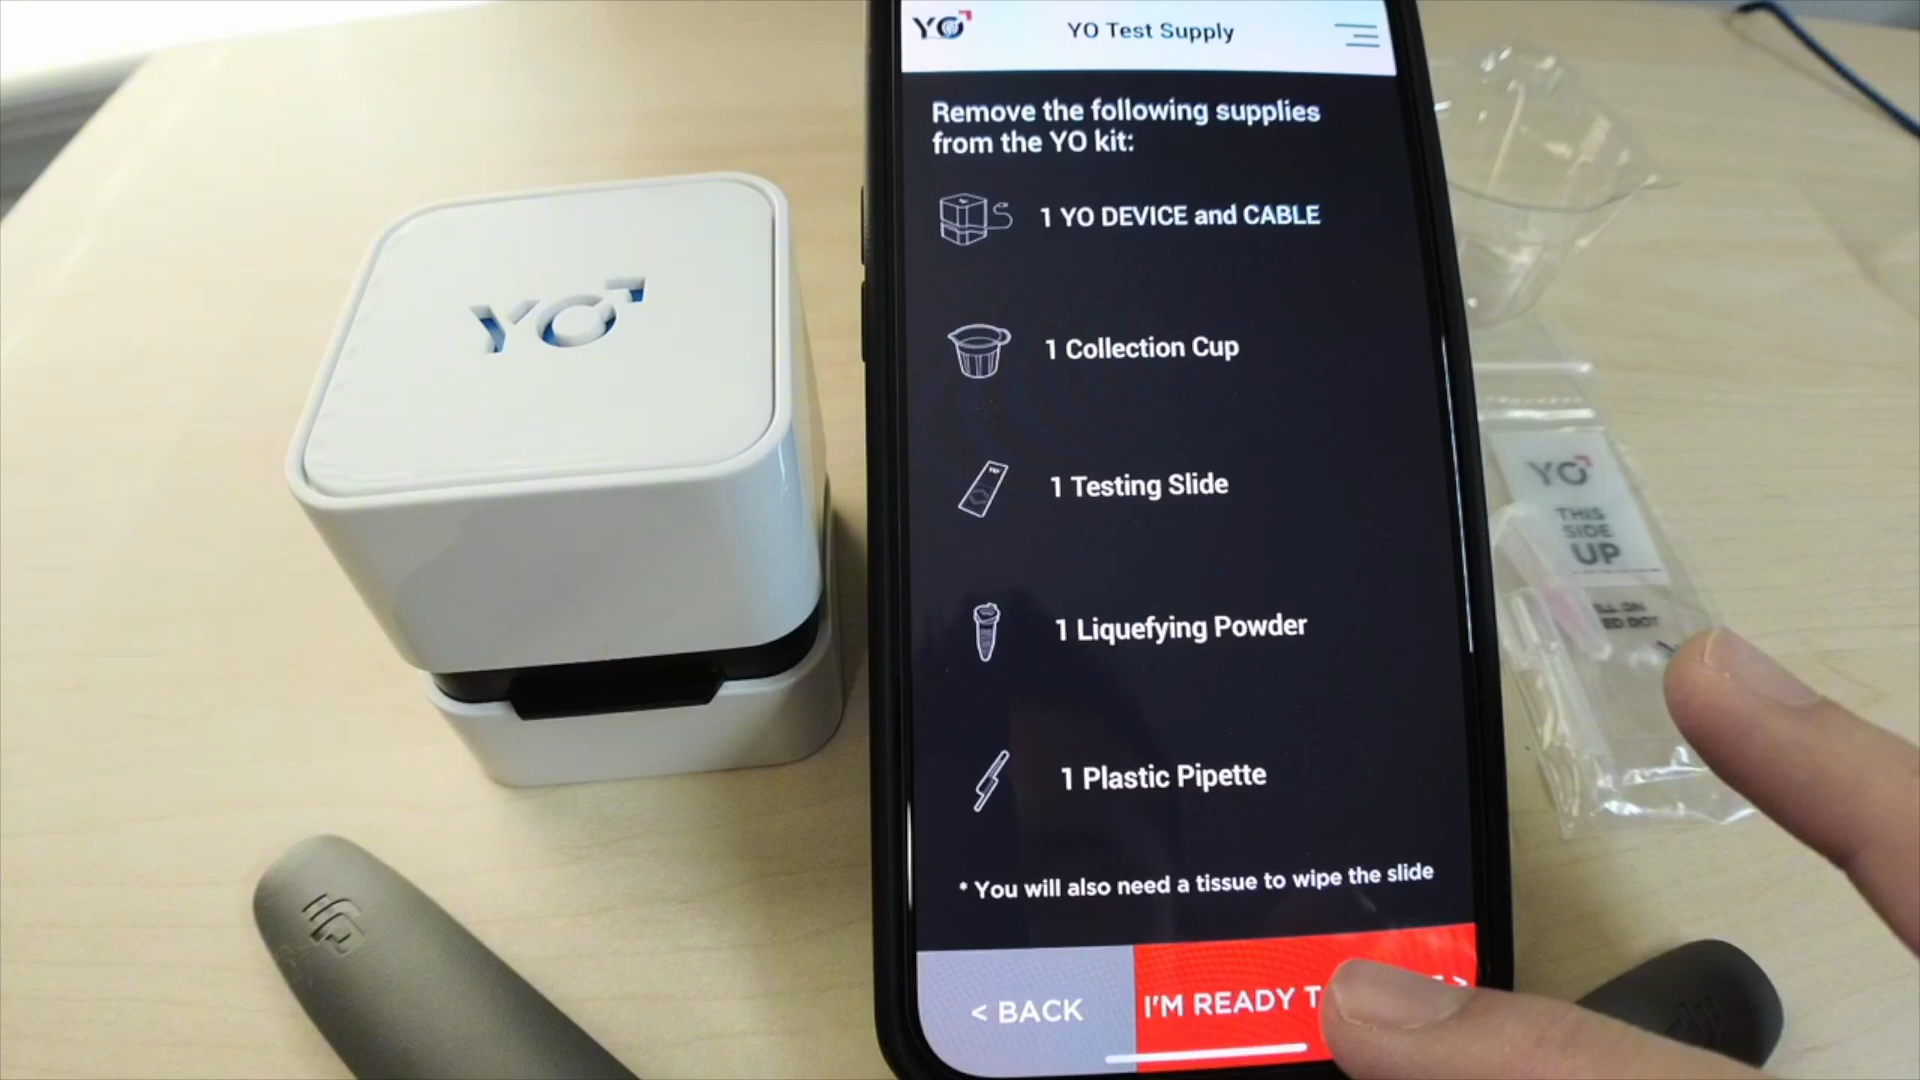 YO
YO Test Supply
Remove the following supplies
from the YO kit:
1 YO DEVICE and CABLE
1 Collection Cup
1 Testing Slide
1 Liquefying Powder
1 Plastic Pipette
* You will also need a tissue to wipe the slide
< BACK
I'M READY
YO
YO
THIS
SIDE
UP
DOT